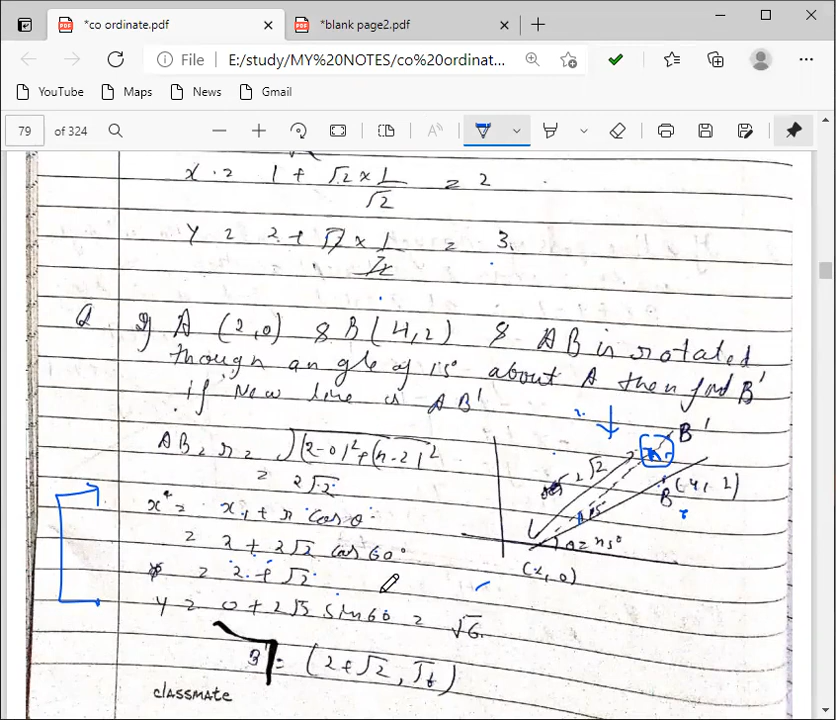 *co ordinate.pdf
*blank page2.pdf
File E:/study/MY%20NOTES/co%20ordinat...
YouTube Maps News Gmail
79 of 324
x = 1 + √2 × 1/√2 = 2
y = 2 + √2 × 1/√2 = 3.
Q If A (2,0) & B(4,2) & AB is rotated
though an angle of 15° about A then find B'
if New line is AB'
AB = r = √(2-0)²+(4-2)²
= 2√2
B'
2√2
B (4,2)
15°
θ=45°
(2,0)
x = x₁ + r cos θ
= 2 + 2√2 cos 60°
= 2 + √2
y = 0 + 2√2 sin 60 = √6.
B' = (2+√2, √6)
classmate